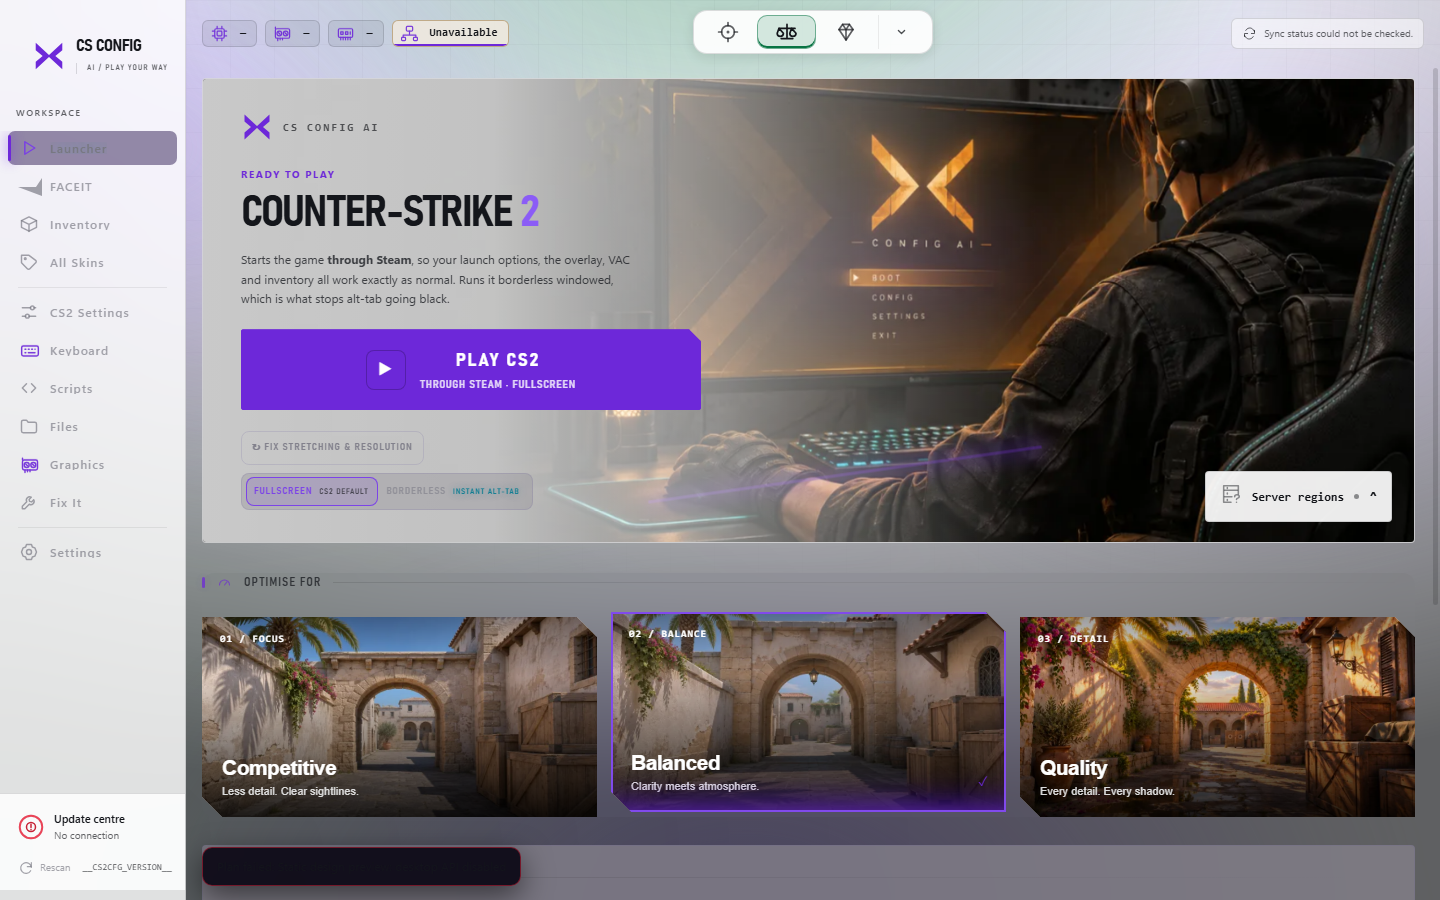 CS CONFIG
AI / PLAY YOUR WAY
WORKSPACE
Launcher
FACEIT
Inventory
All Skins
CS2 Settings
Keyboard
Scripts
Files
Graphics
Fix It
Settings
Update centre
No connection
Rescan
__CS2CFG_VERSION__
–
–
–
Unavailable
Sync status could not be checked.
CS CONFIG AI
READY TO PLAY
COUNTER-STRIKE 2
Starts the game through Steam, so your launch options, the overlay, VAC
and inventory all work exactly as normal. Runs it borderless windowed,
which is what stops alt-tab going black.
PLAY CS2
THROUGH STEAM · FULLSCREEN
↻ FIX STRETCHING & RESOLUTION
FULLSCREEN CS2 DEFAULT BORDERLESS INSTANT ALT-TAB
— CONFIG AI —
BOOT
CONFIG
SETTINGS
EXIT
Server regions
OPTIMISE FOR
01 / FOCUS
Competitive
Less detail. Clear sightlines.
02 / BALANCE
Balanced
Clarity meets atmosphere.
03 / DETAIL
Quality
Every detail. Every shadow.